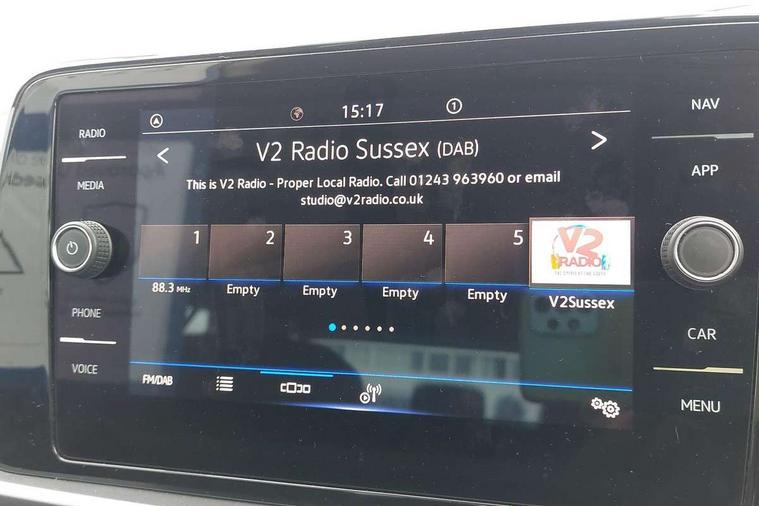 15:17
1
RADIO
NAV
V2 Radio Sussex (DAB)
MEDIA
This is V2 Radio - Proper Local Radio. Call 01243 963960 or email
studio@v2radio.co.uk
APP
1
2
3
4
5
V2
RADIO
88.3 MHz
Empty
Empty
Empty
Empty
V2Sussex
PHONE
CAR
VOICE
FM/DAB
MENU